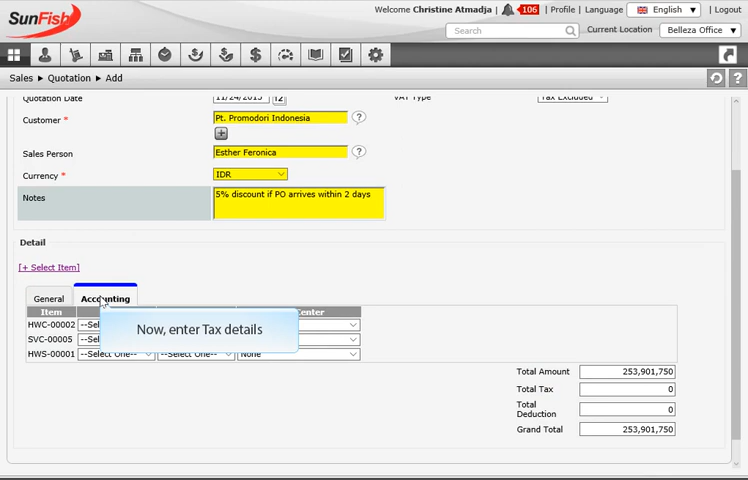 SunFish
Welcome Christine Atmadja 106 | Profile | Language English | Logout
Search Current Location Belleza Office
Sales Quotation Add
Quotation Date 11/24/2015 VAT Type Tax Excluded
Customer * Pt. Promodori Indonesia ?
Sales Person Esther Feronica ?
Currency * IDR
Notes 5% discount if PO arrives within 2 days
Detail
[+ Select Item]
General Accounting
Item Center
HWC-00002
SVC-00005
Now, enter Tax details
HWS-00001 --Select One-- --Select One-- None
Total Amount 253,901,750
Total Tax 0
Total
Deduction 0
Grand Total 253,901,750